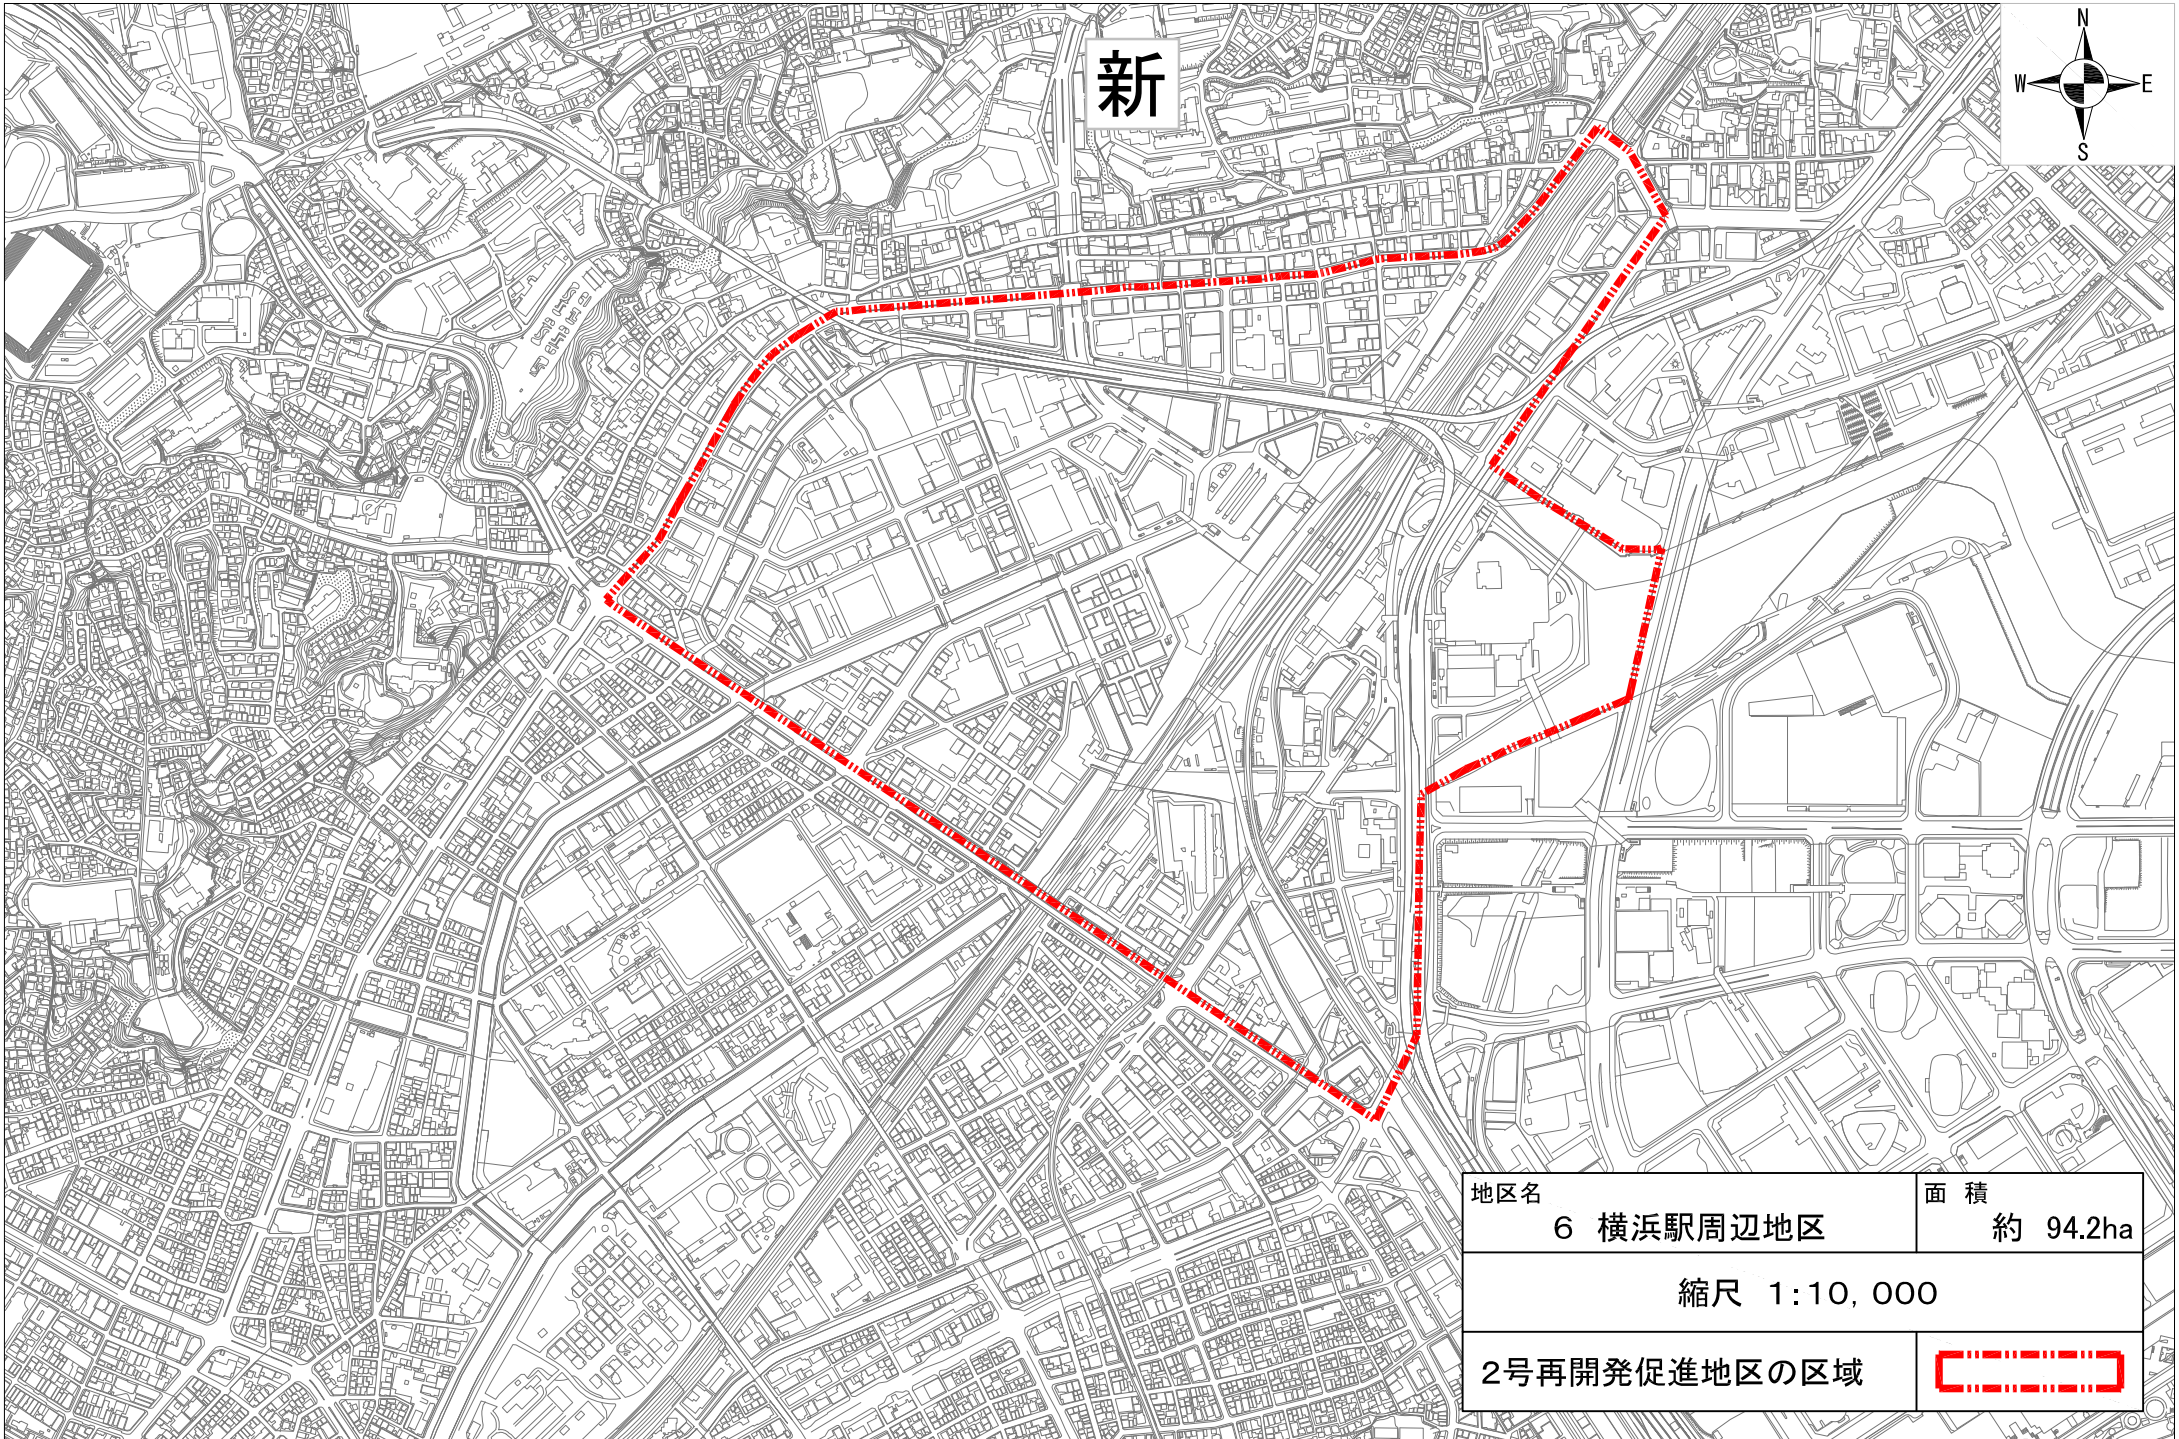 新
N
W E
S
地区名
6 横浜駅周辺地区
面 積
約 94.2ha
縮尺 1:10,000
2号再開発促進地区の区域